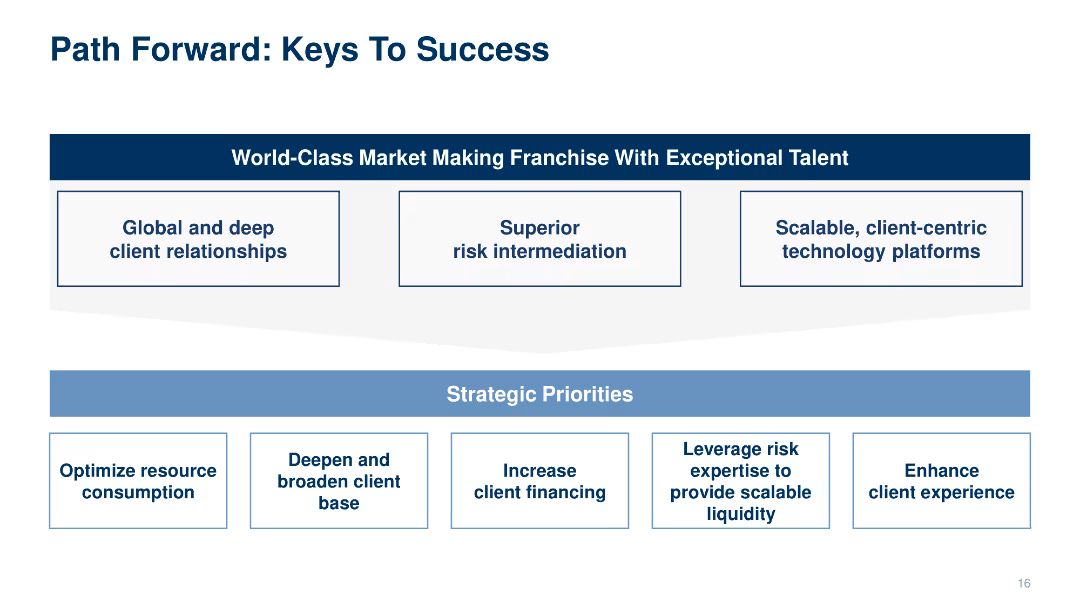 Path Forward: Keys To Success
World-Class Market Making Franchise With Exceptional Talent
Global and deep
client relationships
Superior
risk intermediation
Scalable, client-centric
technology platforms
Strategic Priorities
Optimize resource
consumption
Deepen and
broaden client
base
Increase
client financing
Leverage risk
expertise to
provide scalable
liquidity
Enhance
client experience
16